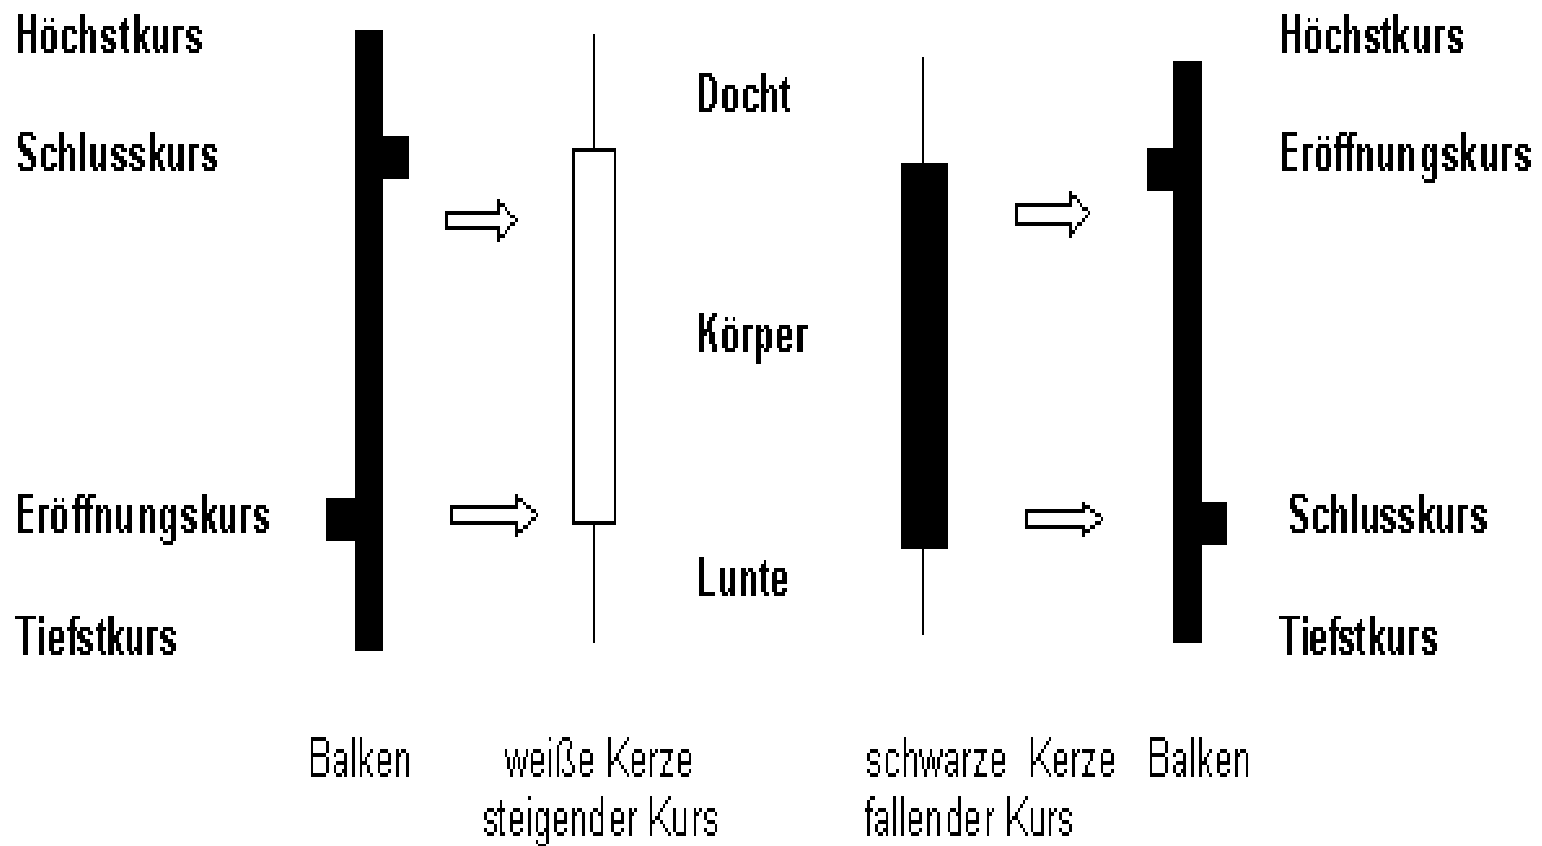 Höchstkurs
Schlusskurs
Eröffnungskurs
Tiefstkurs
Docht
Körper
Lunte
Höchstkurs
Eröffnungskurs
Schlusskurs
Tiefstkurs
Balken
weiße Kerze
steigender Kurs
schwarze Kerze
fallender Kurs
Balken